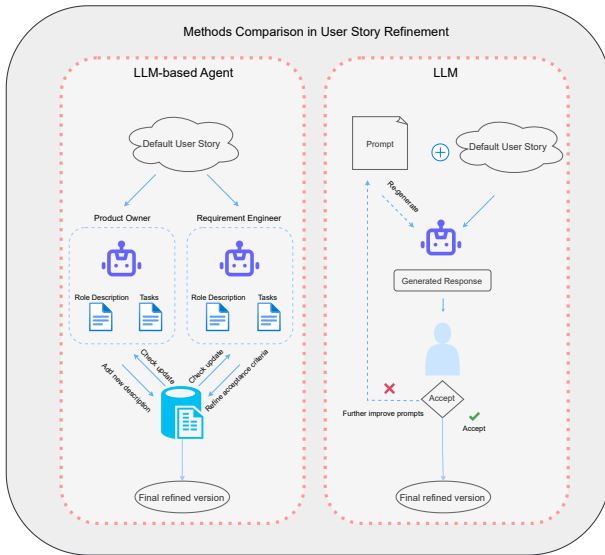 Methods Comparison in User Story Refinement
LLM-based Agent
Default User Story
Product Owner
Requirement Engineer
Role Description
Tasks
Role Description
Tasks
Add new description
Check update
Check update
Refine acceptance criteria
Final refined version
LLM
Prompt
Default User Story
Re-generate
Generated Response
Accept
Further improve prompts
Accept
Final refined version